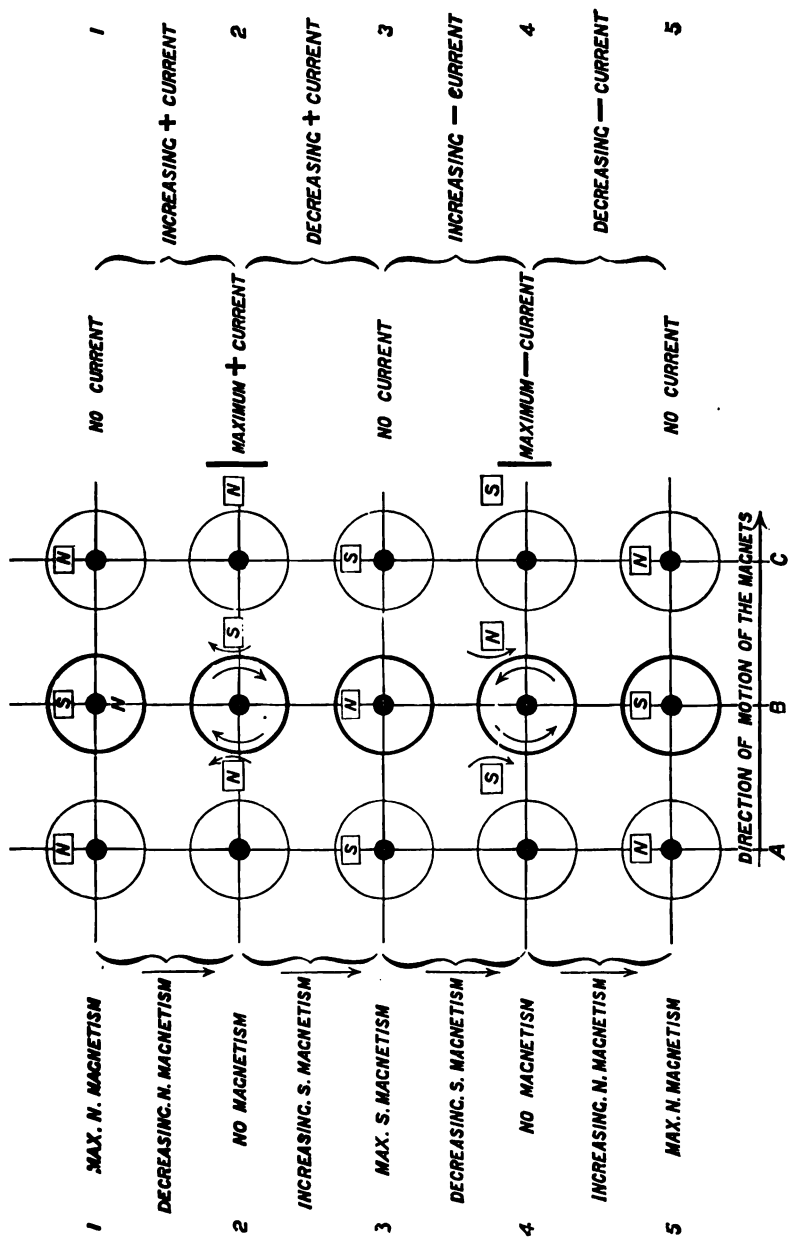 1 MAX. N. MAGNETISM N S N N NO CURRENT 1
DECREASING. N. MAGNETISM INCREASING + CURRENT
2 NO MAGNETISM N S N MAXIMUM + CURRENT 2
INCREASING. S. MAGNETISM DECREASING + CURRENT
3 MAX. S. MAGNETISM S N S NO CURRENT 3
DECREASING. S. MAGNETISM INCREASING — CURRENT
4 NO MAGNETISM S N S MAXIMUM — CURRENT 4
INCREASING. N. MAGNETISM DECREASING — CURRENT
5 MAX. N. MAGNETISM N S N NO CURRENT 5
DIRECTION OF MOTION OF THE MAGNETS
A B C